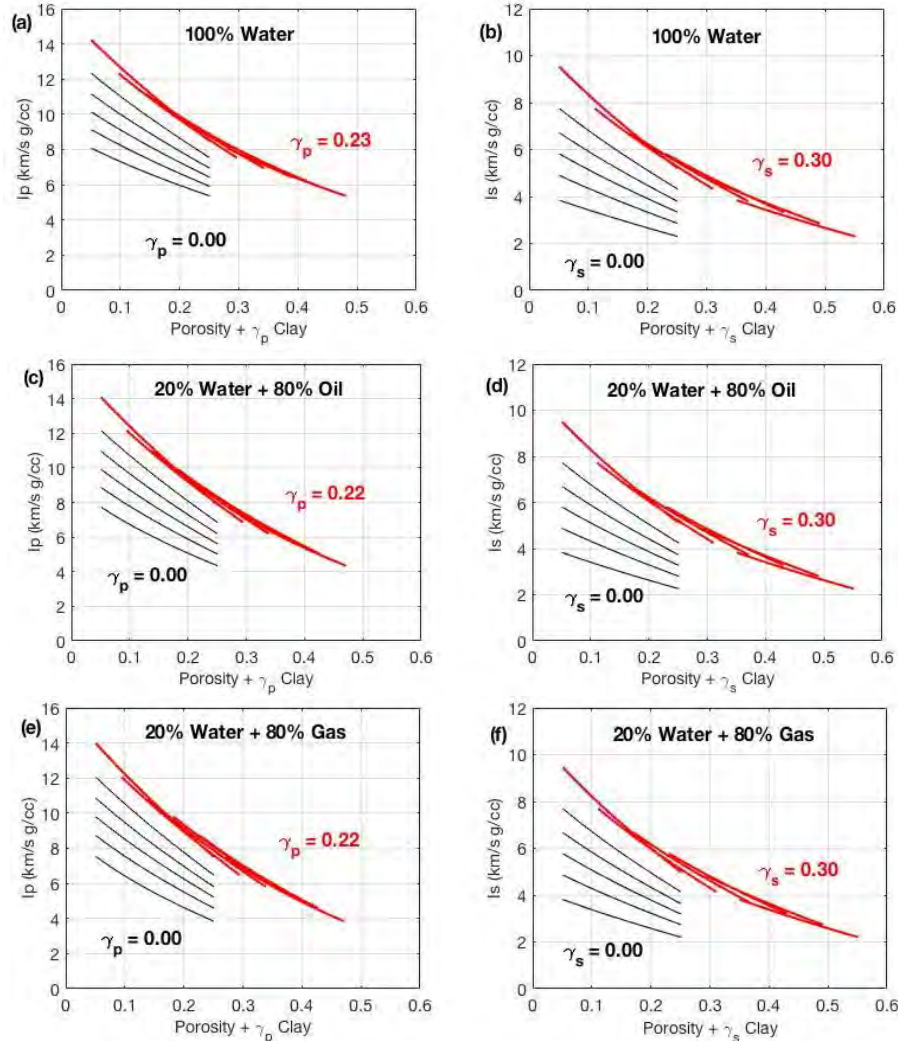 (a)
100% Water
Ip (km/s g/cc)
16
14
12
10
8
6
4
2
0
γp = 0.23
γp = 0.00
0 0.1 0.2 0.3 0.4 0.5 0.6
Porosity + γp Clay
(b)
100% Water
Is (km/s g/cc)
12
10
8
6
4
2
0
γs = 0.30
γs = 0.00
0 0.1 0.2 0.3 0.4 0.5 0.6
Porosity + γs Clay
(c)
20% Water + 80% Oil
Ip (km/s g/cc)
16
14
12
10
8
6
4
2
0
γp = 0.22
γp = 0.00
0 0.1 0.2 0.3 0.4 0.5 0.6
Porosity + γp Clay
(d)
20% Water + 80% Oil
Is (km/s g/cc)
12
10
8
6
4
2
0
γs = 0.30
γs = 0.00
0 0.1 0.2 0.3 0.4 0.5 0.6
Porosity + γs Clay
(e)
20% Water + 80% Gas
Ip (km/s g/cc)
16
14
12
10
8
6
4
2
0
γp = 0.22
γp = 0.00
0 0.1 0.2 0.3 0.4 0.5 0.6
Porosity + γp Clay
(f)
20% Water + 80% Gas
Is (km/s g/cc)
12
10
8
6
4
2
0
γs = 0.30
γs = 0.00
0 0.1 0.2 0.3 0.4 0.5 0.6
Porosity + γs Clay